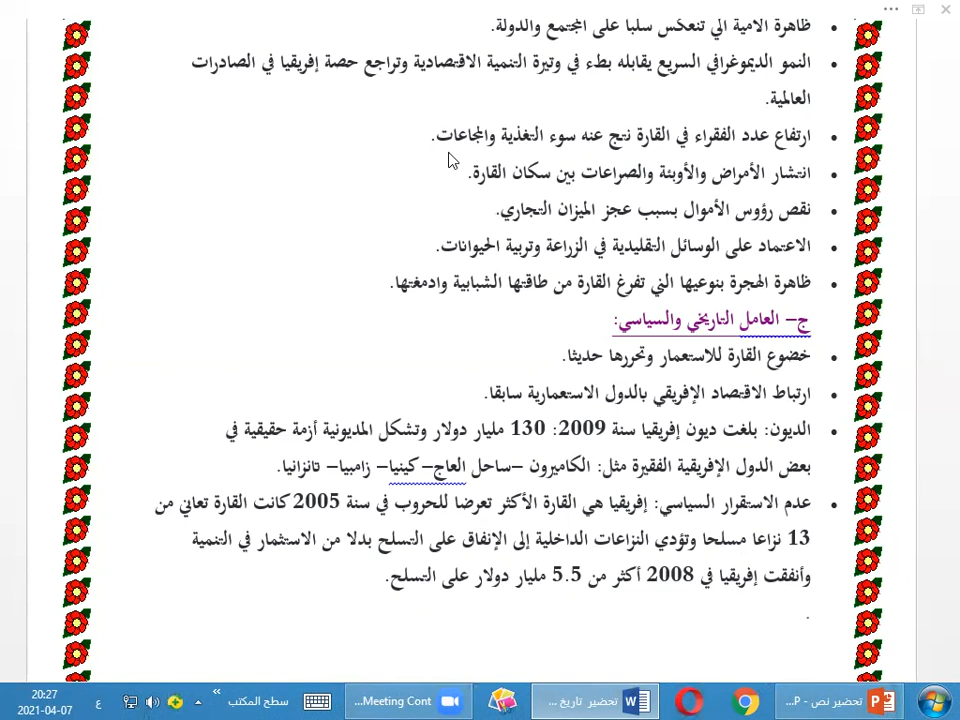 ظاهرة الامية الي تنعكس سلبا على المجتمع والدولة.
النمو الديموغرافي السريع يقابله بطء في وتيرة التنمية الاقتصادية وتراجع حصة إفريقيا في الصادرات
العالمية.
ارتفاع عدد الفقراء في القارة نتج عنه سوء التغذية والمجاعات.
انتشار الأمراض والأوبئة والصراعات بين سكان القارة.
نقص رؤوس الأموال بسبب عجز الميزان التجاري.
الاعتماد على الوسائل التقليدية في الزراعة وتربية الحيوانات.
ظاهرة الهجرة بنوعيها التي تفرغ القارة من طاقتها الشبابية وادمغتها.
ج- العامل التاريخي والسياسي:
خضوع القارة للاستعمار وتحررها حديثا.
ارتباط الاقتصاد الإفريقي بالدول الاستعمارية سابقا.
الديون: بلغت ديون إفريقيا سنة 2009: 130 مليار دولار وتشكل المديونية أزمة حقيقية في
بعض الدول الإفريقية الفقيرة مثل: الكاميرون -ساحل العاج- كينيا- زامبيا- تانزانيا.
عدم الاستقرار السياسي: إفريقيا هي القارة الأكثر تعرضا للحروب في سنة 2005 كانت القارة تعاني من
13 نزاعا مسلحا وتؤدي النزاعات الداخلية إلى الإنفاق على التسلح بدلا من الاستثمار في التنمية
وأنفقت إفريقيا في 2008 أكثر من 5.5 مليار دولار على التسلح.
.
تحضير نص - P...
تحضير تاريخ ...
Meeting Cont...
سطح المكتب
ع
20:27
2021-04-07